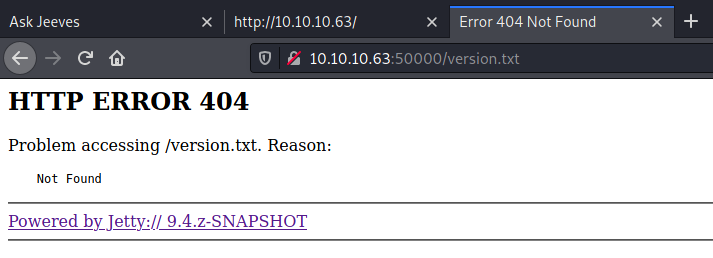 Ask Jeeves
http://10.10.10.63/
Error 404 Not Found
10.10.10.63:50000/version.txt
HTTP ERROR 404
Problem accessing /version.txt. Reason:
Not Found
Powered by Jetty:// 9.4.z-SNAPSHOT